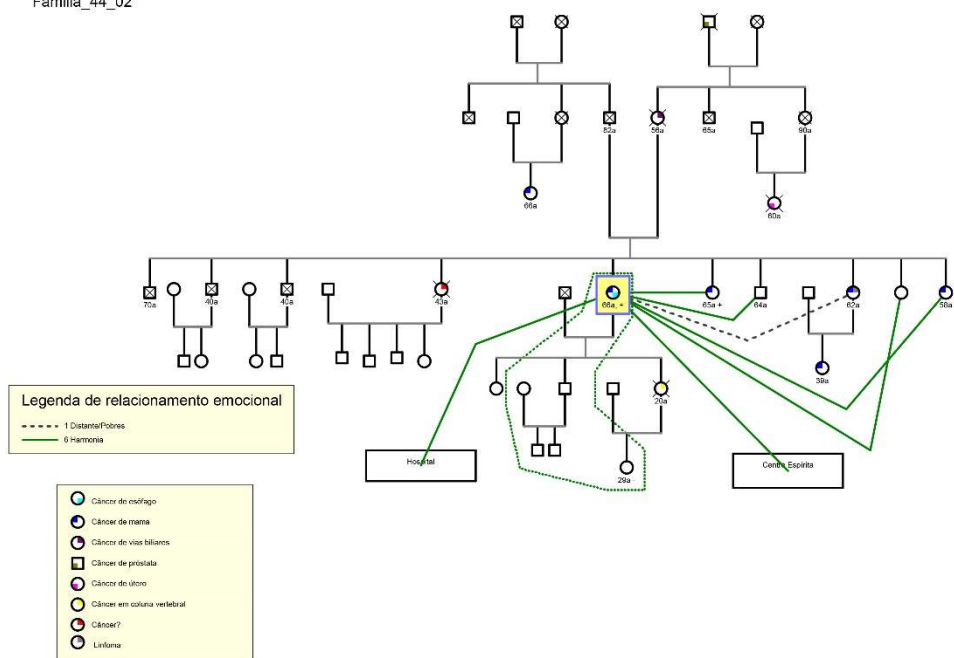 Família_44_02
82a
56a
65a
90a
66a
60a
70a
40a
40a
43a
66a, +
65a +
64a
62a
58a
39a
20a
29a -
Legenda de relacionamento emocional
1 Distante/Pobres
6 Harmonia
Hospital
Centro Espírita
Câncer de esôfago
Câncer de mama
Câncer de vias biliares
Câncer de próstata
Câncer de útero
Câncer em coluna vertebral
Câncer?
Linfoma